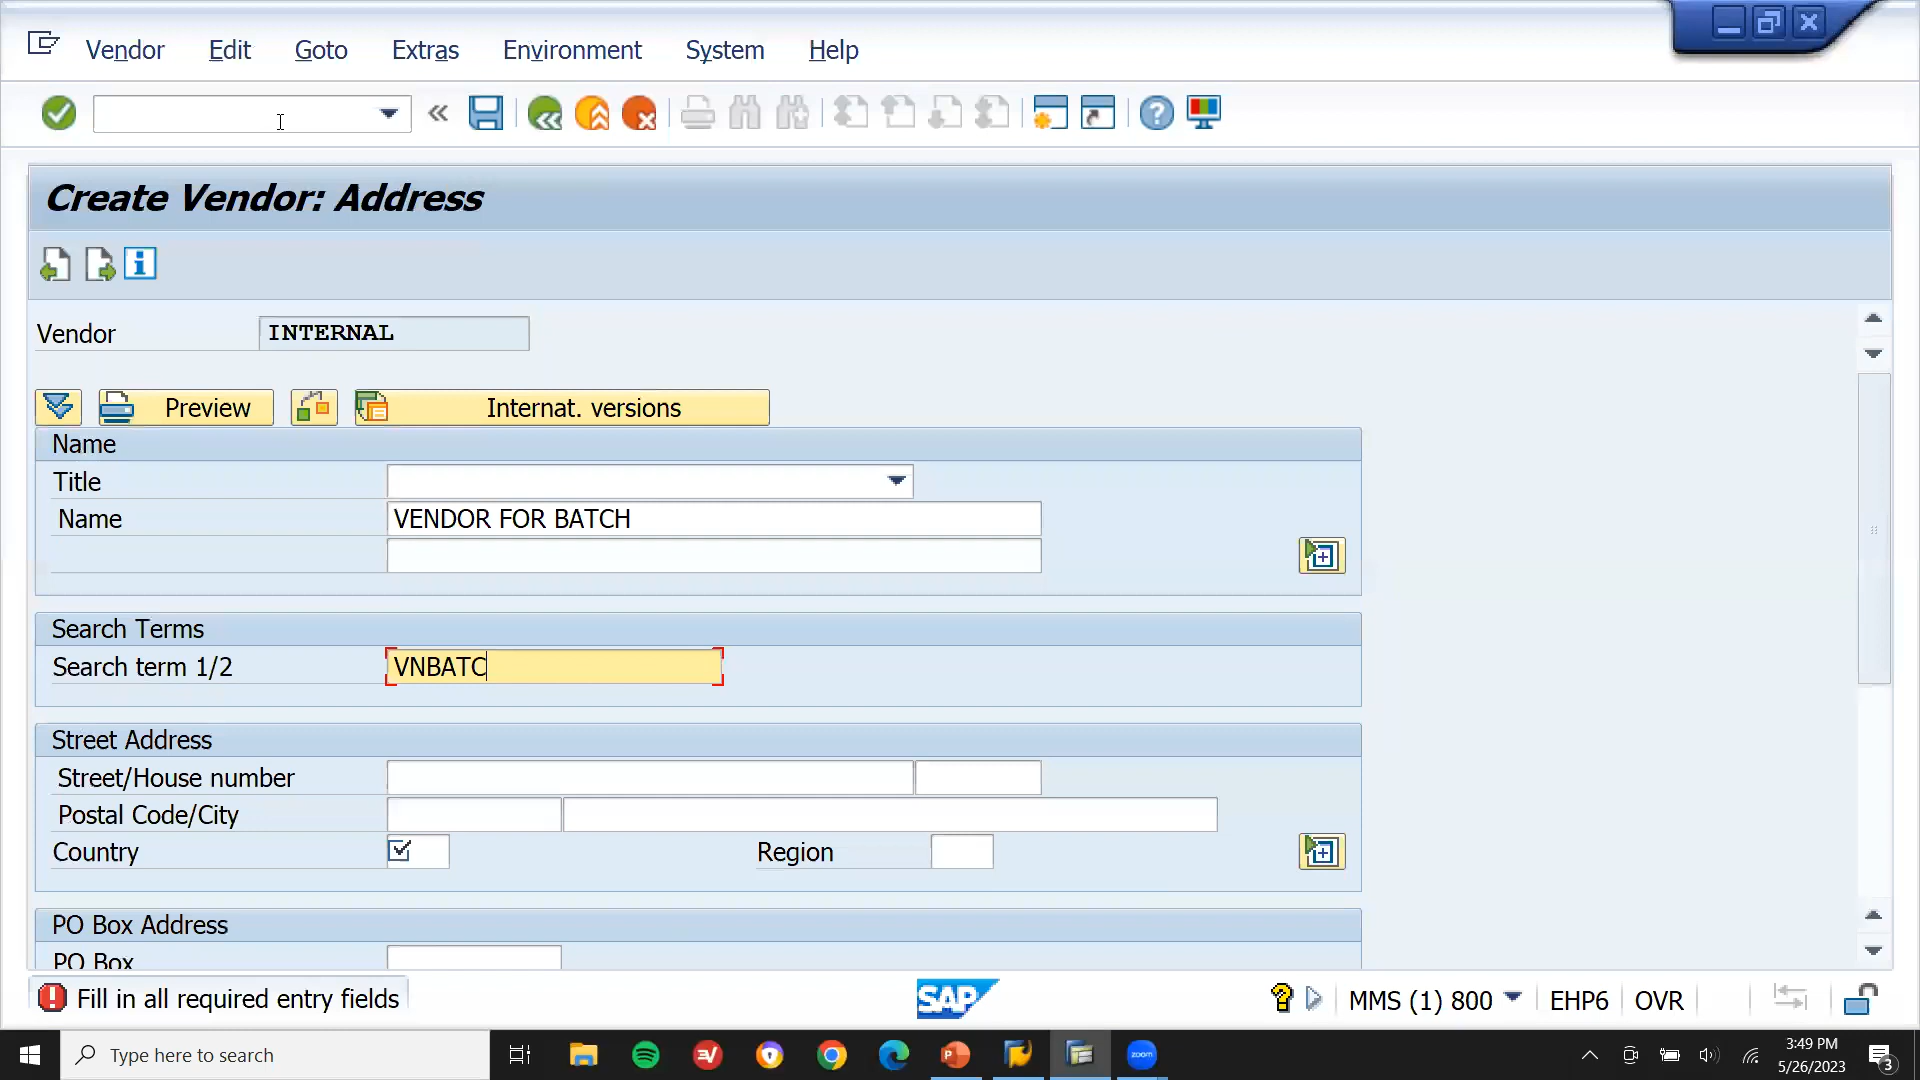 Vendor Edit Goto Extras Environment System Help
Create Vendor: Address
Vendor INTERNAL
Preview Internat. versions
Name
Title
Name VENDOR FOR BATCH
Search Terms
Search term 1/2 VNBATC
Street Address
Street/House number
Postal Code/City
Country Region
PO Box Address
PO Box
Fill in all required entry fields SAP MMS (1) 800 EHP6 OVR
Type here to search zoom 3:49 PM
5/26/2023 3